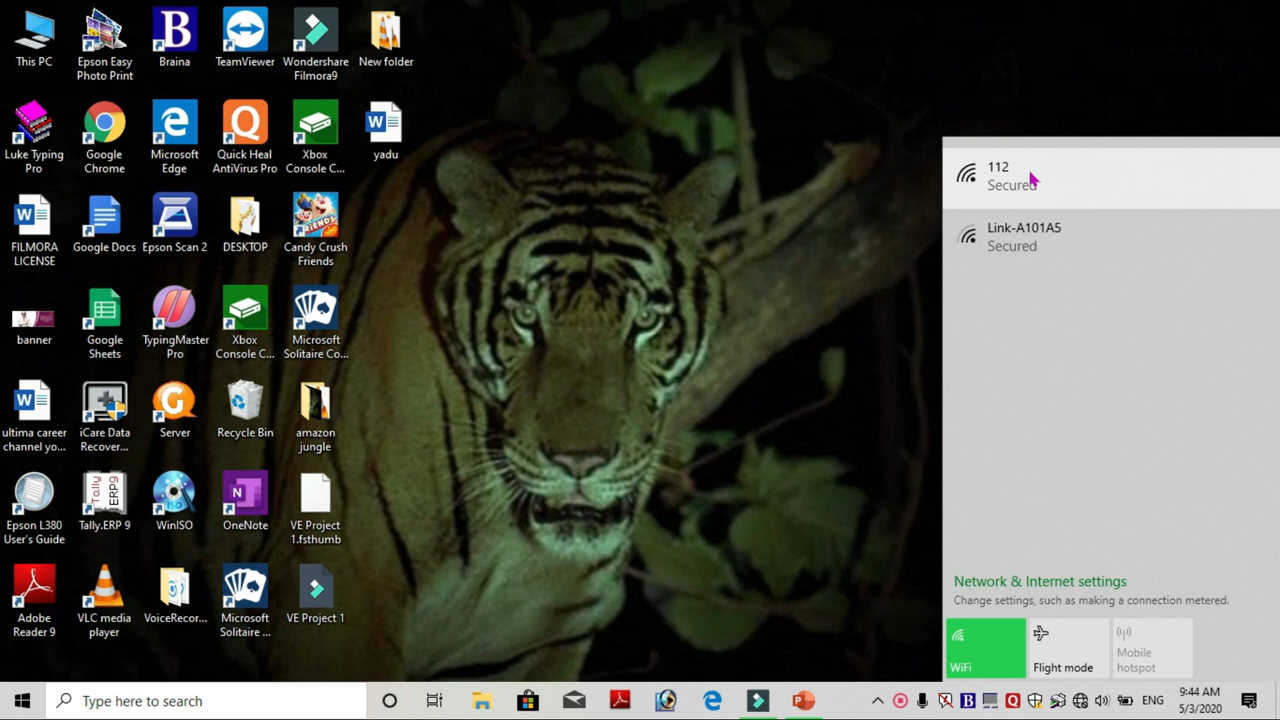 This PC
Epson Easy
Photo Print
B
Braina
TeamViewer
Wondershare
Filmora9
New folder
Luke Typing
Pro
Google
Chrome
Microsoft
Edge
Q
Quick Heal
AntiVirus Pro
Xbox
Console C...
W
yadu
W
FILMORA
LICENSE
Google Docs
Epson Scan 2
DESKTOP
FRIENDS
Candy Crush
Friends
banner
Google
Sheets
TypingMaster
Pro
Xbox
Console C...
Microsoft
Solitaire Co...
W
ultima career
channel yo...
iCare Data
Recover...
G
Server
Recycle Bin
amazon
jungle
Epson L380
User's Guide
Tally
ERP9
Tally.ERP 9
WinISO
N
OneNote
VE Project
1.fsthumb
Adobe
Reader 9
VLC media
player
VoiceRecor...
Microsoft
Solitaire ...
VE Project 1
112
Secured
Link-A101A5
Secured
Network & Internet settings
Change settings, such as making a connection metered.
WiFi
Flight mode
Mobile
hotspot
Type here to search
B
Q
ENG
9:44 AM
5/3/2020